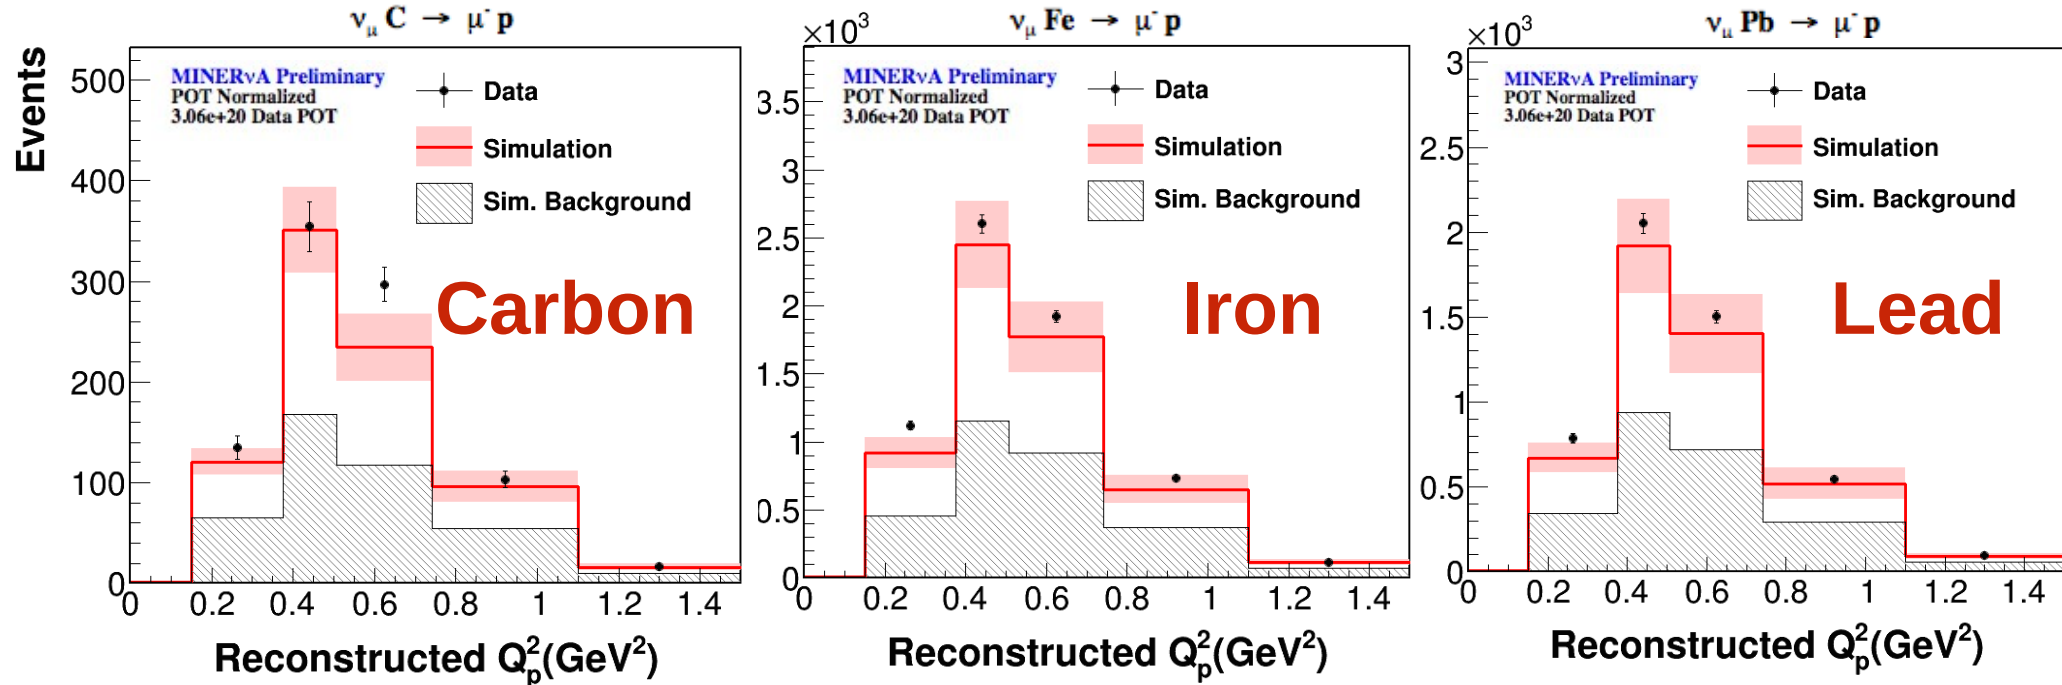 ν_μ C → μ⁻ p
Events
500
400
300
200
100
0
MINERνA Preliminary
POT Normalized
3.06e+20 Data POT
Data
Simulation
Sim. Background
Carbon
0 0.2 0.4 0.6 0.8 1 1.2 1.4
Reconstructed Q²_p(GeV²)
ν_μ Fe → μ⁻ p
×10³
3.5
3
2.5
2
1.5
1
0.5
0
MINERνA Preliminary
POT Normalized
3.06e+20 Data POT
Data
Simulation
Sim. Background
Iron
0 0.2 0.4 0.6 0.8 1 1.2 1.4
Reconstructed Q²_p(GeV²)
ν_μ Pb → μ⁻ p
×10³
3
2.5
2
1.5
1
0.5
0
MINERνA Preliminary
POT Normalized
3.06e+20 Data POT
Data
Simulation
Sim. Background
Lead
0 0.2 0.4 0.6 0.8 1 1.2 1.4
Reconstructed Q²_p(GeV²)